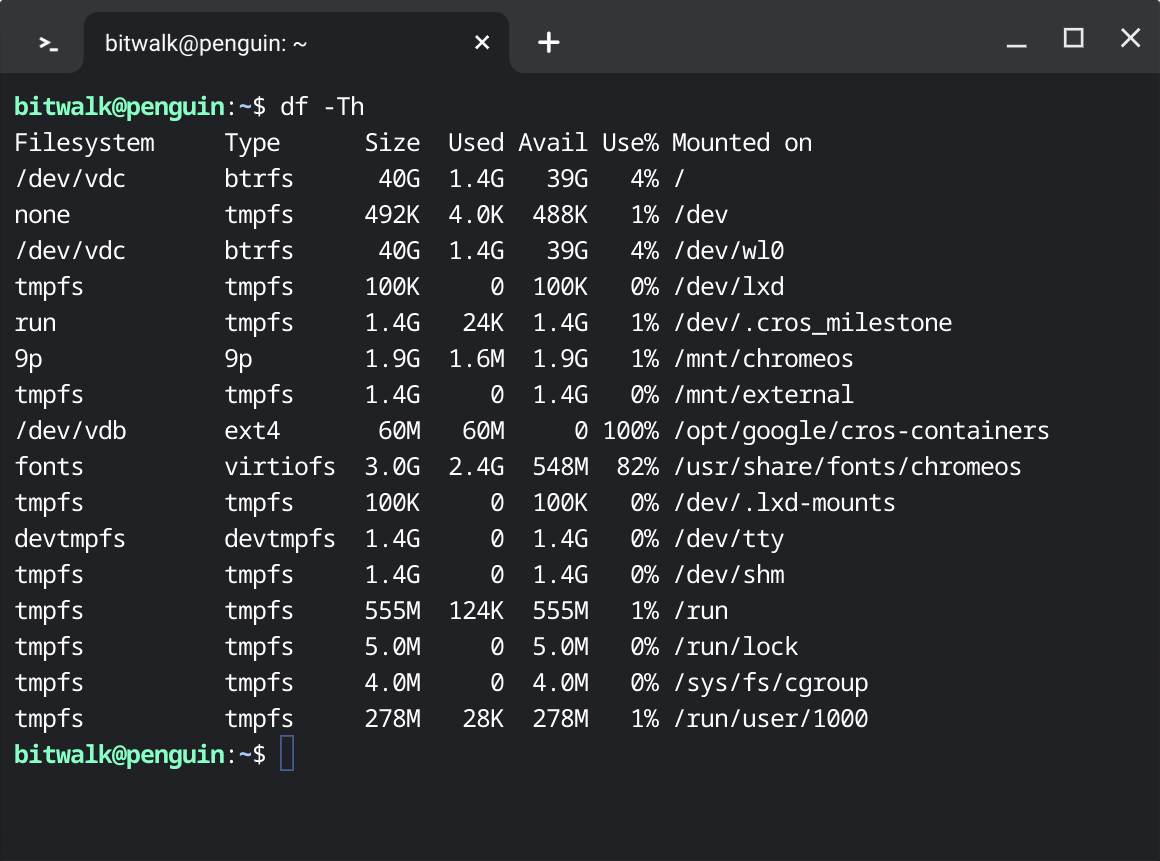 bitwalk@penguin: ~
bitwalk@penguin:~$ df -Th
Filesystem     Type      Size  Used Avail Use% Mounted on
/dev/vdc       btrfs      40G  1.4G   39G   4% /
none           tmpfs     492K  4.0K  488K   1% /dev
/dev/vdc       btrfs      40G  1.4G   39G   4% /dev/wl0
tmpfs          tmpfs     100K     0  100K   0% /dev/lxd
run            tmpfs     1.4G   24K  1.4G   1% /dev/.cros_milestone
9p             9p        1.9G  1.6M  1.9G   1% /mnt/chromeos
tmpfs          tmpfs     1.4G     0  1.4G   0% /mnt/external
/dev/vdb       ext4       60M   60M     0 100% /opt/google/cros-containers
fonts          virtiofs  3.0G  2.4G  548M  82% /usr/share/fonts/chromeos
tmpfs          tmpfs     100K     0  100K   0% /dev/.lxd-mounts
devtmpfs       devtmpfs  1.4G     0  1.4G   0% /dev/tty
tmpfs          tmpfs     1.4G     0  1.4G   0% /dev/shm
tmpfs          tmpfs     555M  124K  555M   1% /run
tmpfs          tmpfs     5.0M     0  5.0M   0% /run/lock
tmpfs          tmpfs     4.0M     0  4.0M   0% /sys/fs/cgroup
tmpfs          tmpfs     278M   28K  278M   1% /run/user/1000
bitwalk@penguin:~$